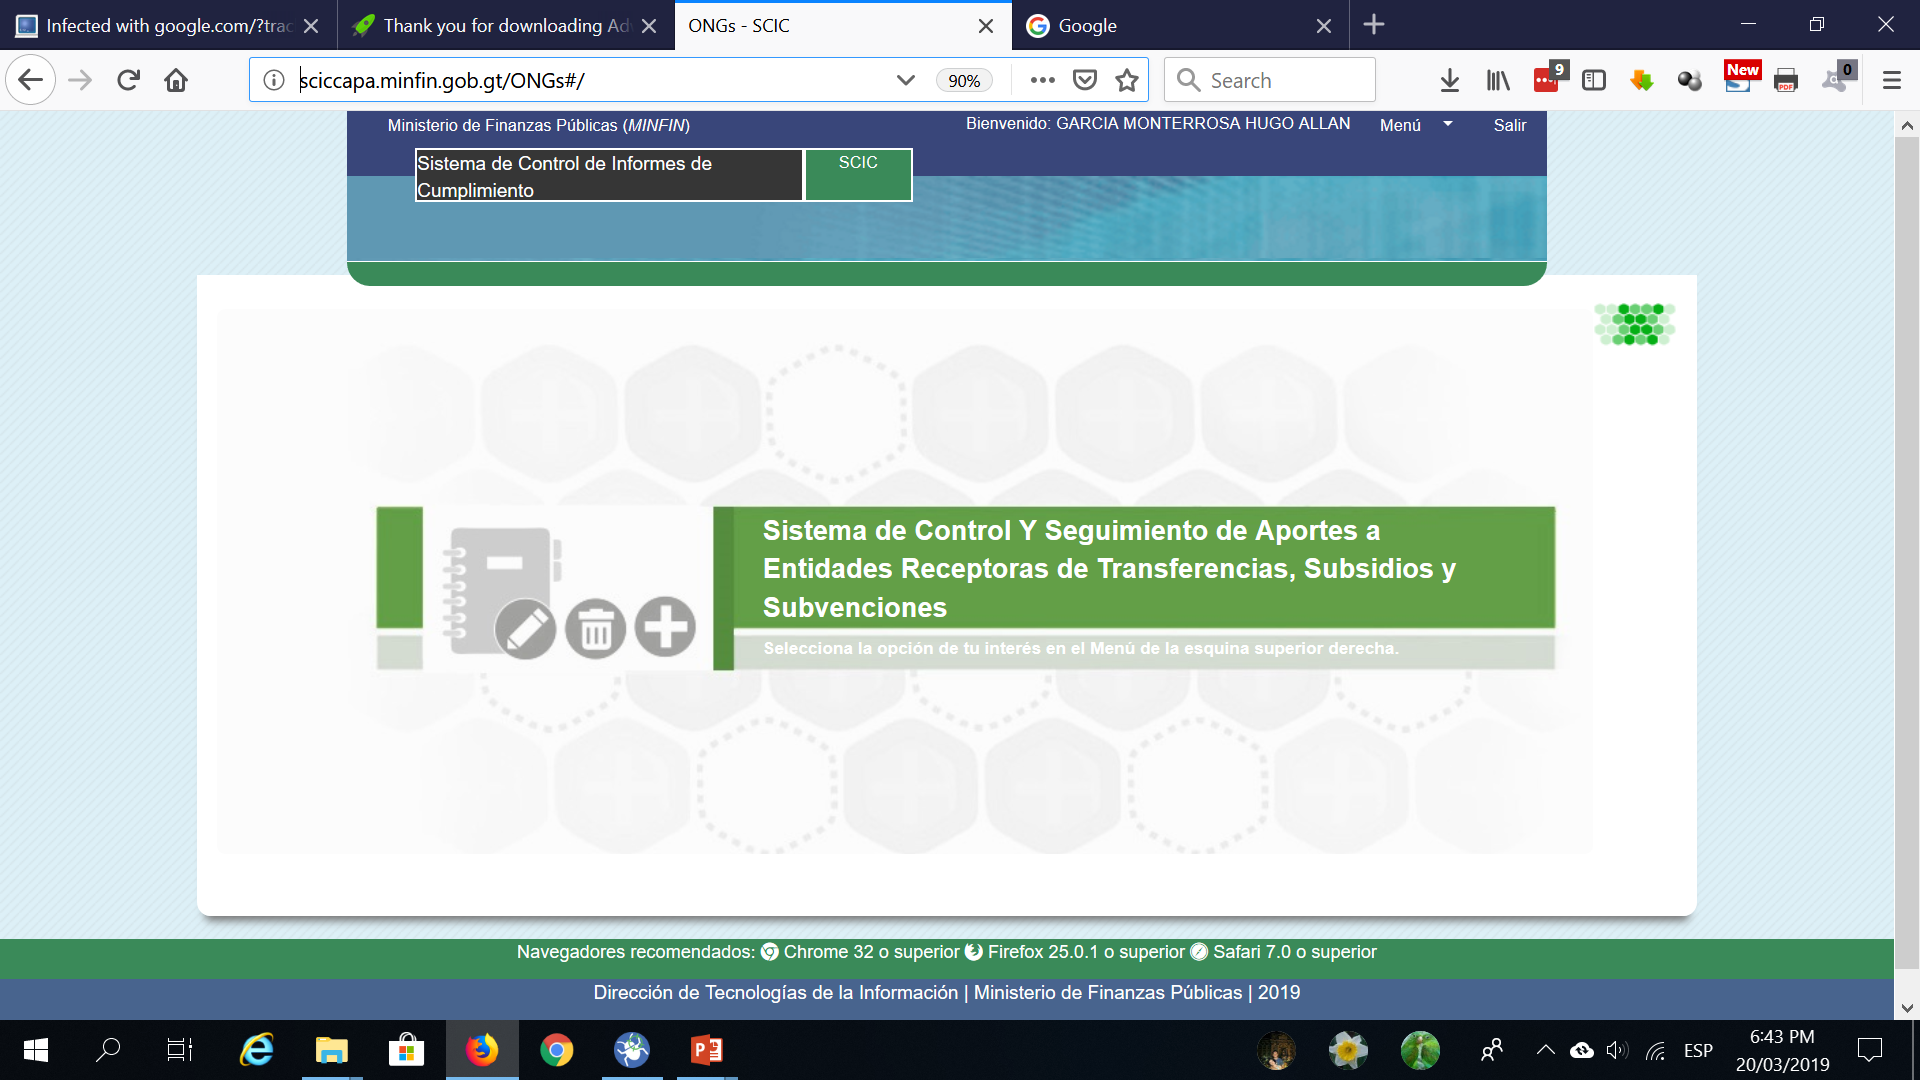 Infected with google.com/?trac
Thank you for downloading Adv
ONGs - SCIC
Google
sciccapa.minfin.gob.gt/ONGs#/
90%
Search
9
New
0
PDF
Ministerio de Finanzas Públicas (MINFIN)
Bienvenido: GARCIA MONTERROSA HUGO ALLAN
Menú
Salir
Sistema de Control de Informes de
Cumplimiento
SCIC
Sistema de Control Y Seguimiento de Aportes a
Entidades Receptoras de Transferencias, Subsidios y
Subvenciones
Selecciona la opción de tu interés en el Menú de la esquina superior derecha.
Navegadores recomendados: Chrome 32 o superior Firefox 25.0.1 o superior Safari 7.0 o superior
Dirección de Tecnologías de la Información | Ministerio de Finanzas Públicas | 2019
ESP
6:43 PM
20/03/2019